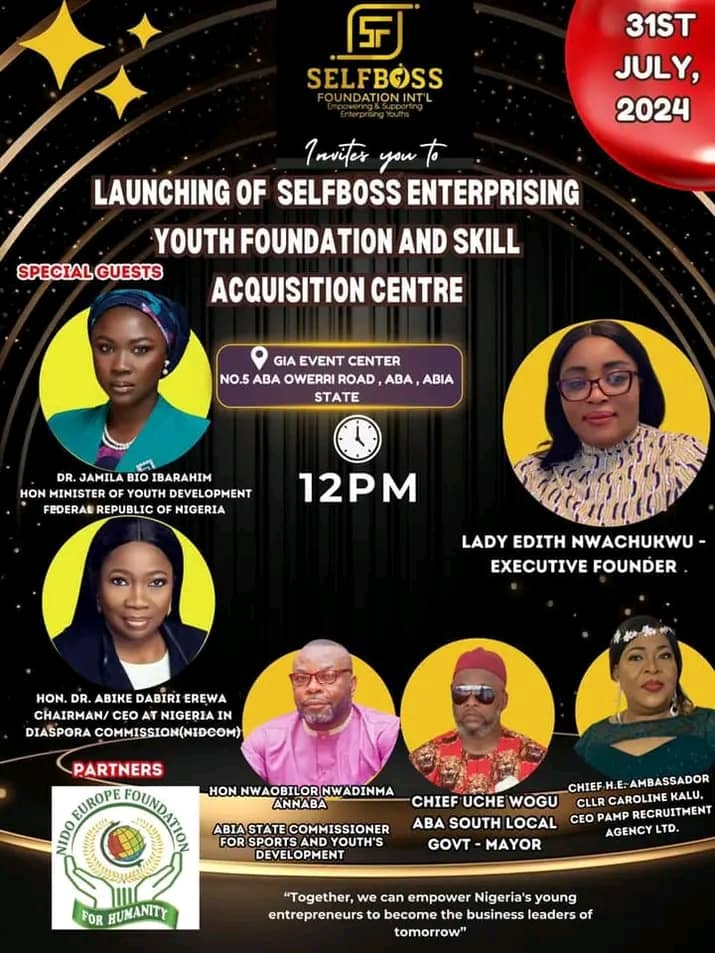 SF
SELFBOSS
FOUNDATION INT'L
Empowering & Supporting
Enterprising Youths
31ST
JULY,
2024
Invites you to
LAUNCHING OF SELFBOSS ENTERPRISING
YOUTH FOUNDATION AND SKILL
ACQUISITION CENTRE
SPECIAL GUESTS
GIA EVENT CENTER
NO.5 ABA OWERRI ROAD , ABA , ABIA
STATE
12PM
DR. JAMILA BIO IBARAHIM
HON MINISTER OF YOUTH DEVELOPMENT
FEDERAL REPUBLIC OF NIGERIA
LADY EDITH NWACHUKWU -
EXECUTIVE FOUNDER .
HON. DR. ABIKE DABIRI EREWA
CHAIRMAN/ CEO AT NIGERIA IN
DIASPORA COMMISSION(NIDCOM)
HON NWAOBILOR NWADINMA
ANNABA
ABIA STATE COMMISSIONER
FOR SPORTS AND YOUTH'S
DEVELOPMENT
CHIEF UCHE WOGU
ABA SOUTH LOCAL
GOVT - MAYOR
CHIEF H.E. AMBASSADOR
CLLR CAROLINE KALU,
CEO PAMP RECRUITMENT
AGENCY LTD.
PARTNERS
NIDO EUROPE FOUNDATION
FOR HUMANITY
“Together, we can empower Nigeria's young
entrepreneurs to become the business leaders of
tomorrow”